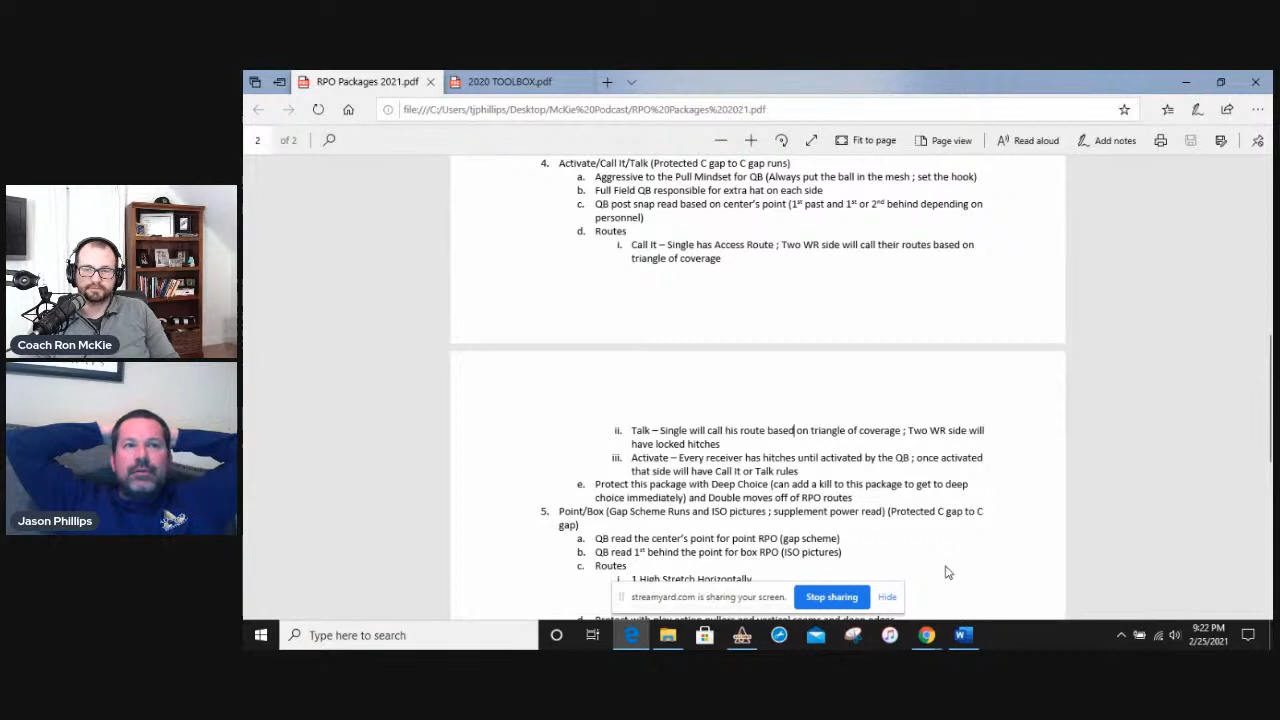 RPO Packages 2021.pdf
2020 TOOLBOX.pdf
file:///C:/Users/tjphillips/Desktop/McKie%20Podcast/RPO%20Packages%202021.pdf
2 of 2
Fit to page
Page view
Read aloud
Add notes
4. Activate/Call It/Talk (Protected C gap to C gap runs)
a. Aggressive to the Pull Mindset for QB (Always put the ball in the mesh ; set the hook)
b. Full Field QB responsible for extra hat on each side
c. QB post snap read based on center's point (1st past and 1st or 2nd behind depending on
personnel)
d. Routes
i. Call It – Single has Access Route ; Two WR side will call their routes based on
triangle of coverage
ii. Talk – Single will call his route based on triangle of coverage ; Two WR side will
have locked hitches
iii. Activate – Every receiver has hitches until activated by the QB ; once activated
that side will have Call It or Talk rules
e. Protect this package with Deep Choice (can add a kill to this package to get to deep
choice immediately) and Double moves off of RPO routes
5. Point/Box (Gap Scheme Runs and ISO pictures ; supplement power read) (Protected C gap to C
gap)
a. QB read the center's point for point RPO (gap scheme)
b. QB read 1st behind the point for box RPO (ISO pictures)
c. Routes
i. 1 High Stretch Horizontally
d. Protect with play action pullers and vertical seams and deep edges
streamyard.com is sharing your screen.
Stop sharing
Hide
Coach Ron McKie
Jason Phillips
Type here to search
9:22 PM
2/25/2021